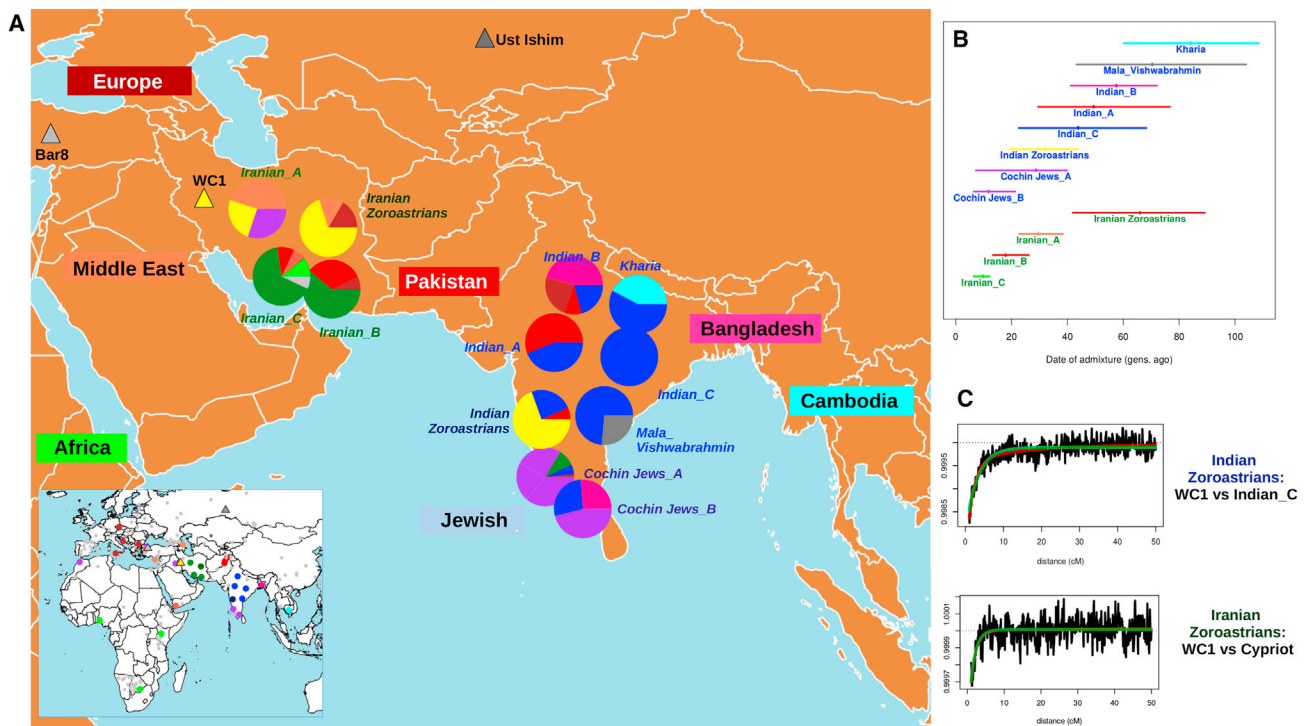 A
Ust Ishim
Europe
Bar8
WC1
Iranian_A
Iranian
Zoroastrians
Middle East
Pakistan
Indian_B
Kharia
Iranian_C
Iranian_B
Bangladesh
Indian_A
Indian_C
Cambodia
Indian
Zoroastrians
Mala_
Vishwabrahmin
Africa
Cochin Jews_A
Jewish
Cochin Jews_B
B
Kharia
Mala_Vishwabrahmin
Indian_B
Indian_A
Indian_C
Indian Zoroastrians
Cochin Jews_A
Cochin Jews_B
Iranian Zoroastrians
Iranian_A
Iranian_B
Iranian_C
0 20 40 60 80 100
Date of admixture (gens. ago)
C
0.9995
0.9985
0 10 20 30 40 50
distance (cM)
Indian
Zoroastrians:
WC1 vs Indian_C
1.0001
0.9999
0.9997
0 10 20 30 40 50
distance (cM)
Iranian
Zoroastrians:
WC1 vs Cypriot